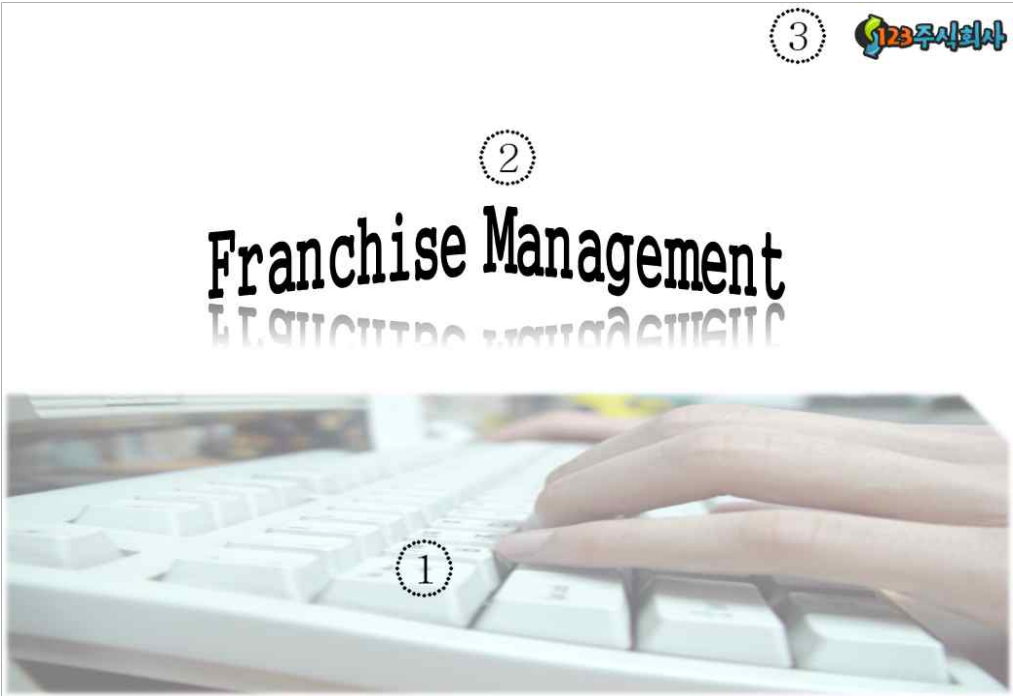 ③ 123주식회사
②
Franchise Management
①